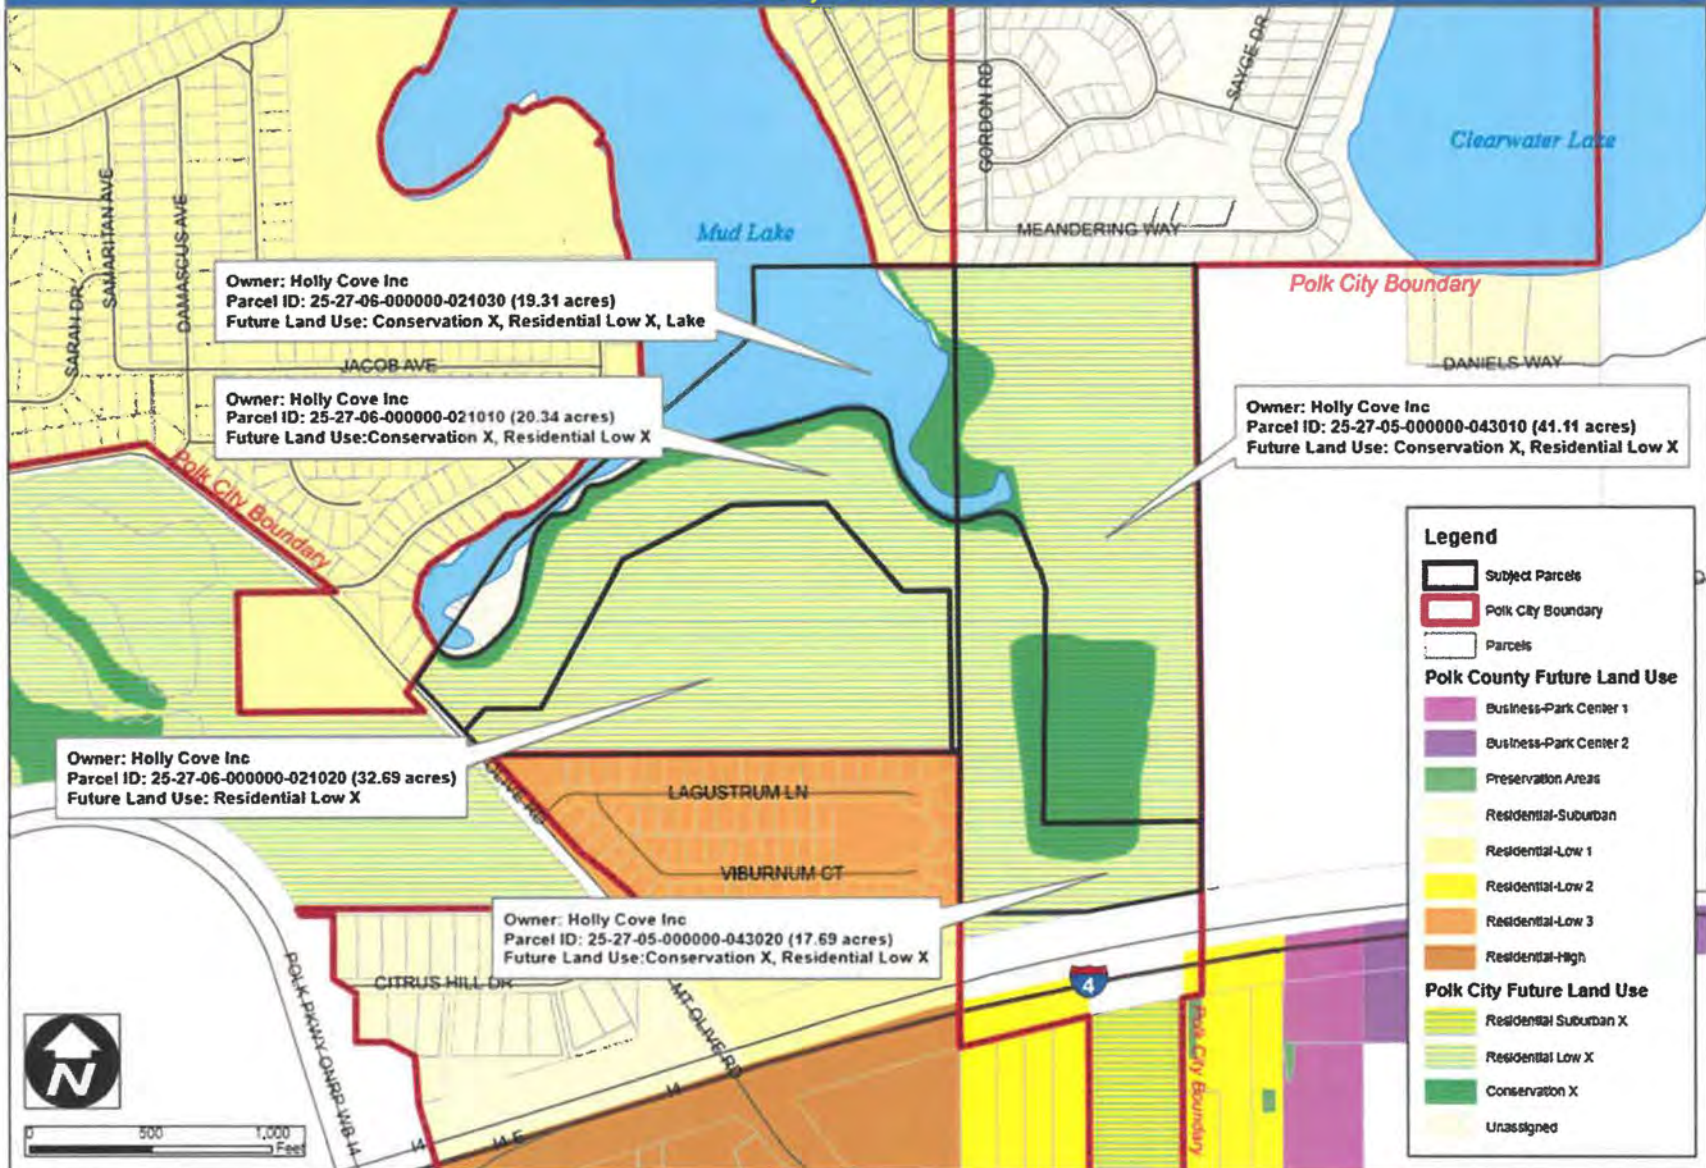 SAYGE DR
GORDON RD
Clearwater Lake
SAMARITAN AVE
DAMASCUS AVE
Mud Lake
MEANDERING WAY
Owner: Holly Cove Inc
Parcel ID: 25-27-06-000000-021030 (19.31 acres)
Future Land Use: Conservation X, Residential Low X, Lake
Polk City Boundary
SARAH DR
JACOB AVE
DANIELS WAY
Owner: Holly Cove Inc
Parcel ID: 25-27-06-000000-021010 (20.34 acres)
Future Land Use:Conservation X, Residential Low X
Owner: Holly Cove Inc
Parcel ID: 25-27-05-000000-043010 (41.11 acres)
Future Land Use: Conservation X, Residential Low X
Polk City Boundary
Owner: Holly Cove Inc
Parcel ID: 25-27-06-000000-021020 (32.69 acres)
Future Land Use: Residential Low X
OLIVE RD
LAGUSTRUM LN
VIBURNUM CT
Owner: Holly Cove Inc
Parcel ID: 25-27-05-000000-043020 (17.69 acres)
Future Land Use:Conservation X, Residential Low X
CITRUS HILL DR
POLK PKWY ONRP WB I4
MT OLIVE RD
4
I4
I4
I4 E
Polk City Boundary
N
0 500 1,000
Feet
Legend
Subject Parcels
Polk City Boundary
Parcels
Polk County Future Land Use
Business-Park Center 1
Business-Park Center 2
Preservation Areas
Residential-Suburban
Residential-Low 1
Residential-Low 2
Residential-Low 3
Residential-High
Polk City Future Land Use
Residential Suburban X
Residential Low X
Conservation X
Unassigned